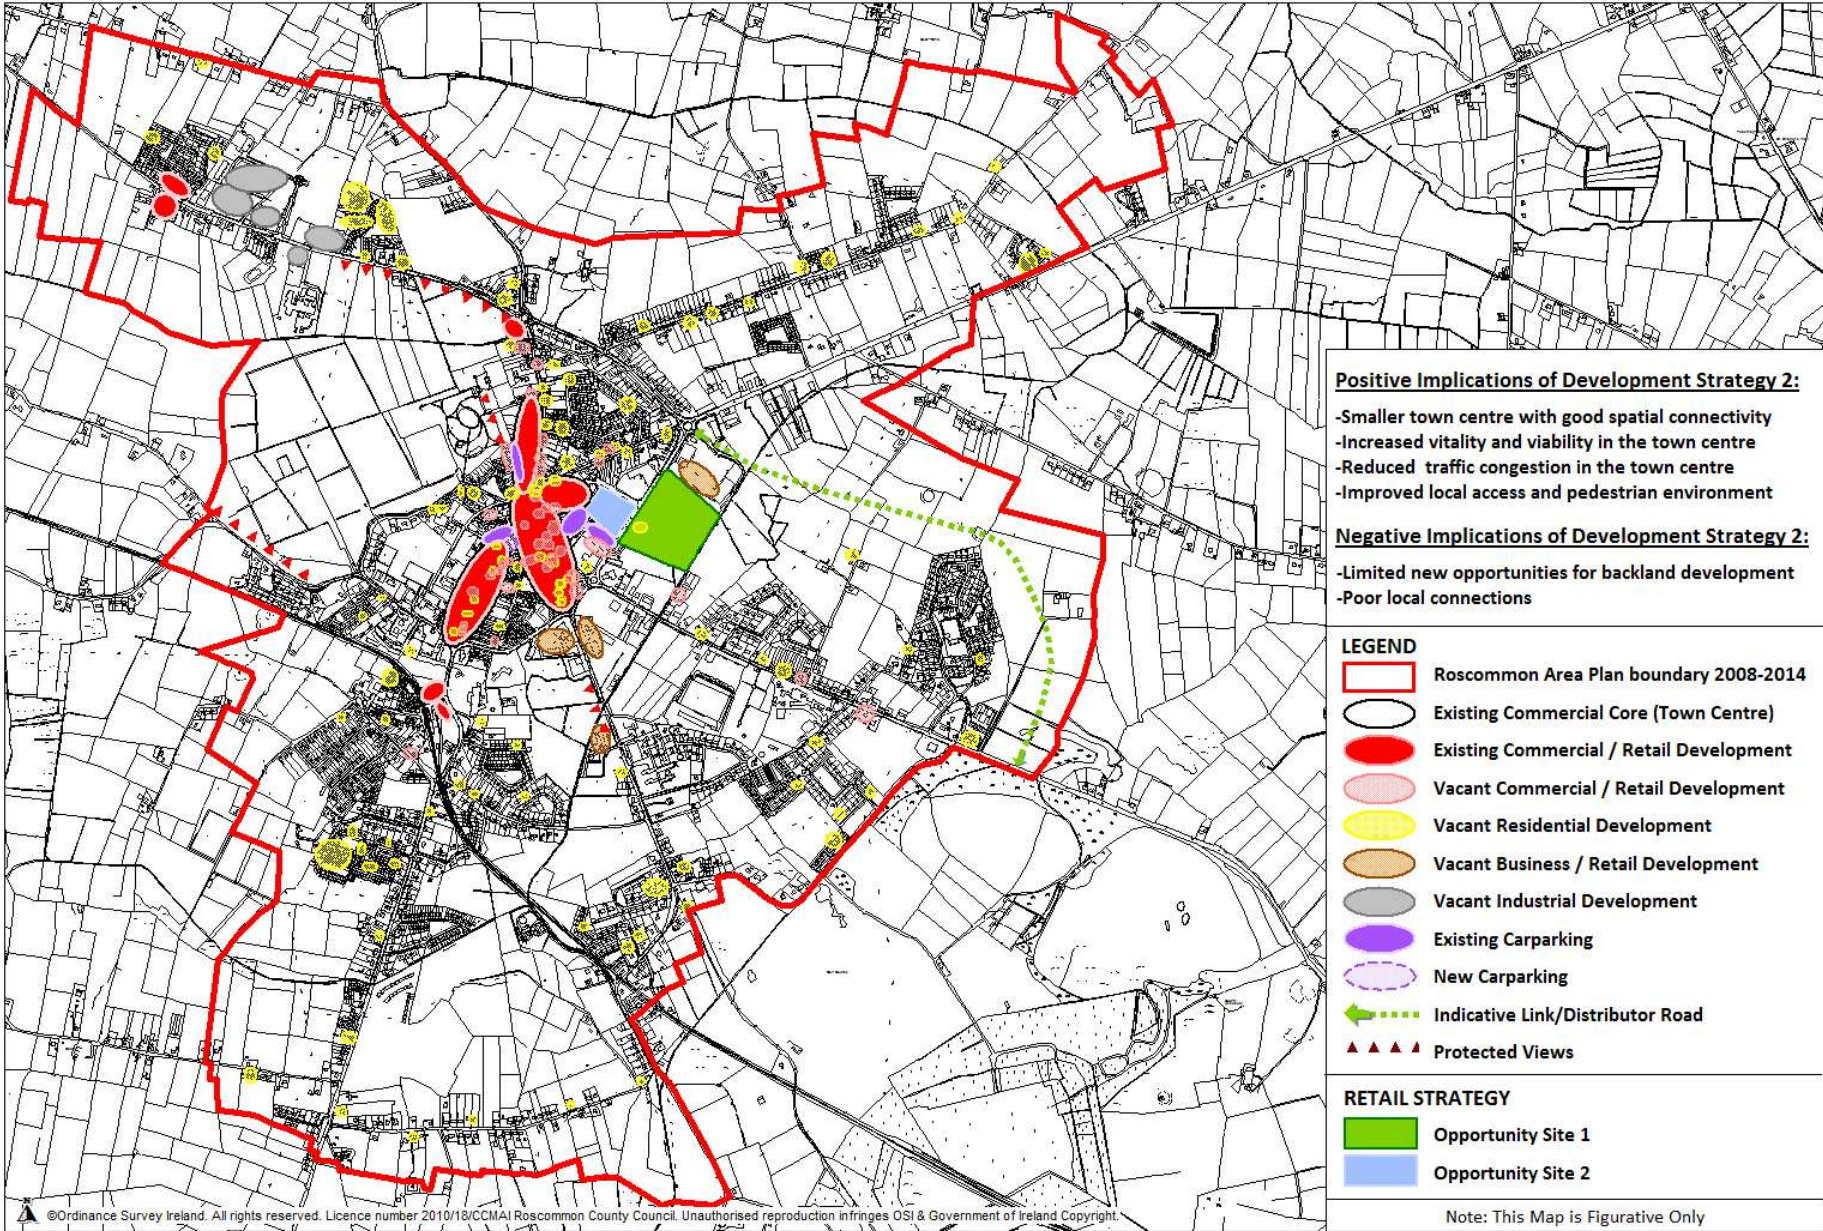 Positive Implications of Development Strategy 2:
-Smaller town centre with good spatial connectivity
-Increased vitality and viability in the town centre
-Reduced traffic congestion in the town centre
-Improved local access and pedestrian environment
Negative Implications of Development Strategy 2:
-Limited new opportunities for backland development
-Poor local connections
LEGEND
Roscommon Area Plan boundary 2008-2014
Existing Commercial Core (Town Centre)
Existing Commercial / Retail Development
Vacant Commercial / Retail Development
Vacant Residential Development
Vacant Business / Retail Development
Vacant Industrial Development
Existing Carparking
New Carparking
Indicative Link/Distributor Road
Protected Views
RETAIL STRATEGY
Opportunity Site 1
Opportunity Site 2
Note: This Map is Figurative Only
©Ordinance Survey Ireland. All rights reserved. Licence number 2010/18/CCMA/ Roscommon County Council. Unauthorised reproduction infringes OSI & Government of Ireland Copyright.